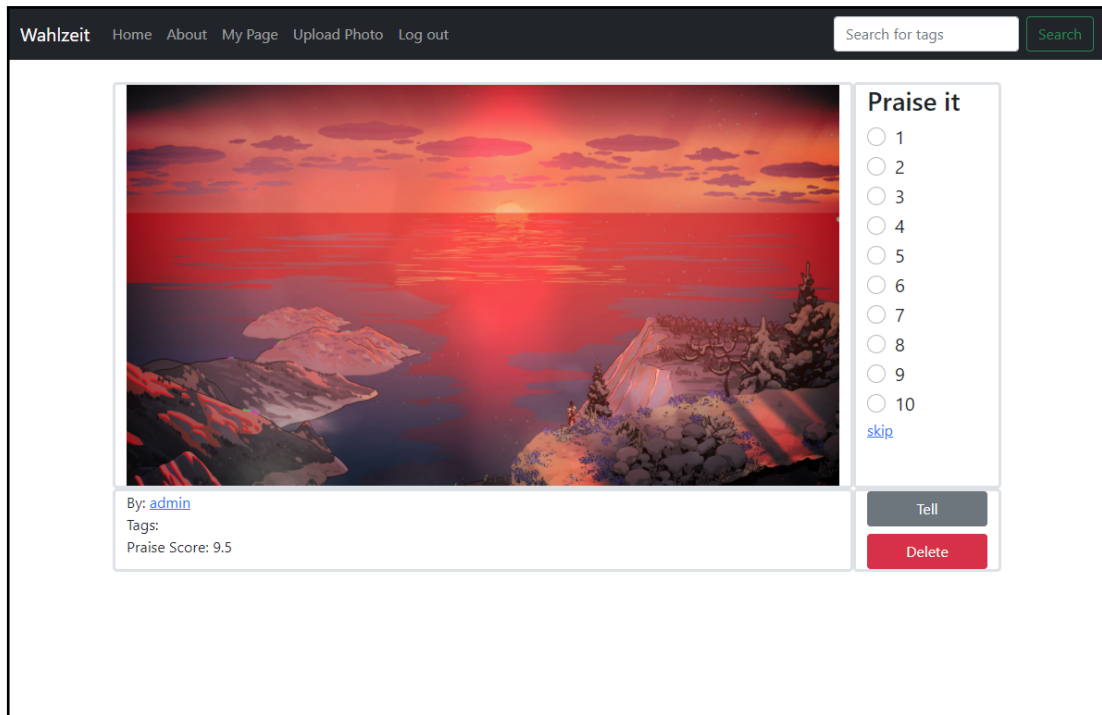 Wahlzeit Home About My Page Upload Photo Log out Search for tags Search
Praise it
1
2
3
4
5
6
7
8
9
10
skip
By: admin
Tags:
Praise Score: 9.5
Tell
Delete